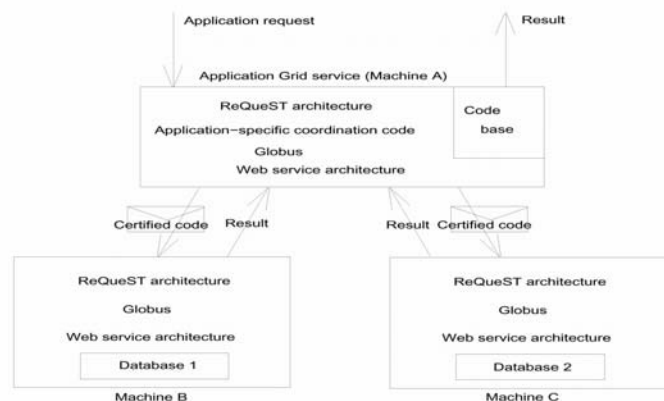 Application request
Result
Application Grid service (Machine A)
ReQueST architecture
Application-specific coordination code
Globus
Web service architecture
Code
base
Certified code
Result
Result
Certified code
ReQueST architecture
Globus
Web service architecture
Database 1
Machine B
ReQueST architecture
Globus
Web service architecture
Database 2
Machine C